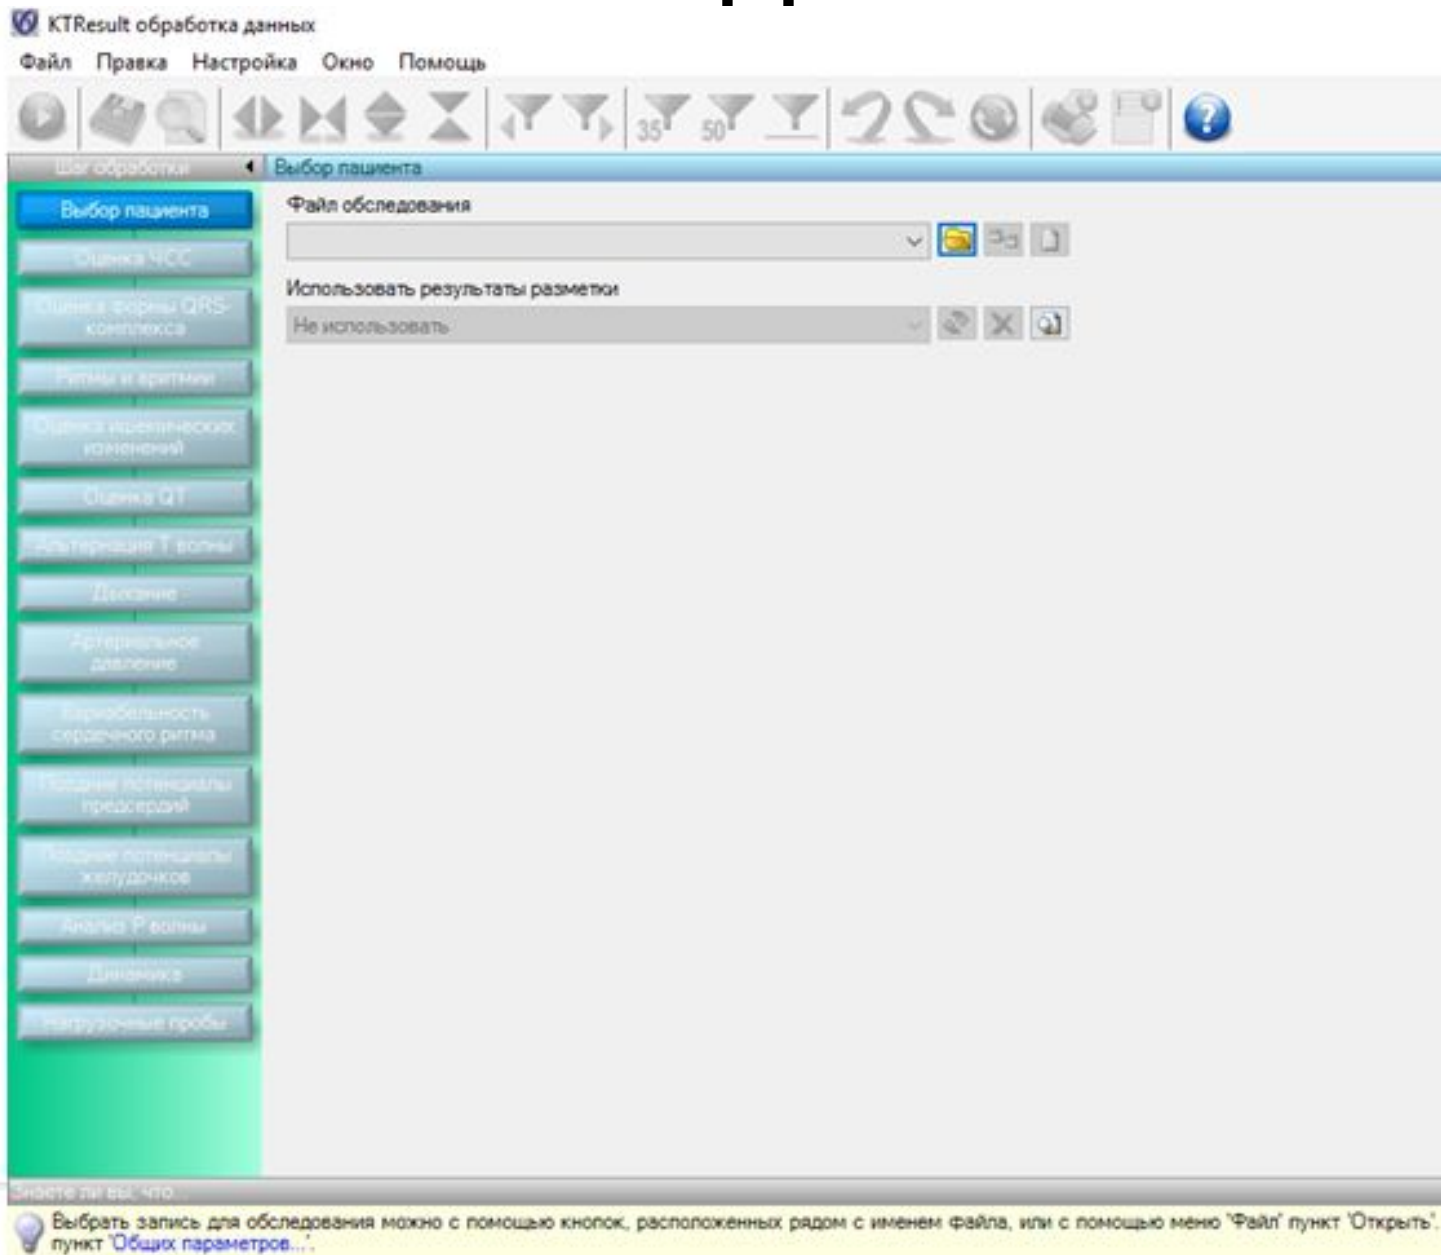 KTResult обработка данных
Файл Правка Настройка Окно Помощь
35 50 ?
Шаг обработки
Выбор пациента
Выбор пациента
Оценка ЧСС
Оценка формы QRS-
комплекса
Ритмы и аритмии
Оценка ишемических
изменений
Оценка QT
Альтернация Т волны
Дыхание
Артериальное
давление
Вариабельность
сердечного ритма
Поздние потенциалы
предсердий
Поздние потенциалы
желудочков
Анализ Р волны
Динамика
Нагрузочные пробы
Файл обследования
Использовать результаты разметки
Не использовать
Знаете ли вы, что...
Выбрать запись для обследования можно с помощью кнопок, расположенных рядом с именем файла, или с помощью меню 'Файл' пункт 'Открыть'.
пункт 'Общих параметров...'.